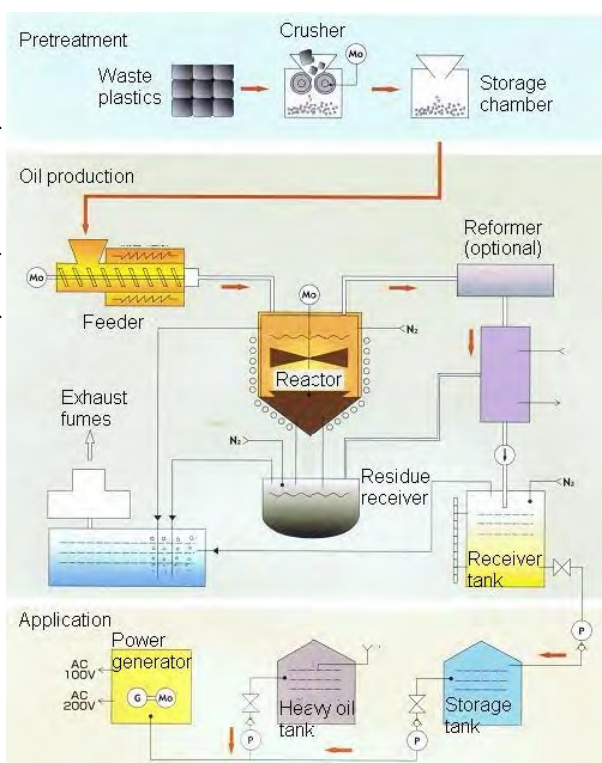 Pretreatment
Crusher
Mo
Waste
plastics
Storage
chamber
Oil production
Reformer
(optional)
Mo
Feeder
Mo
N₂
Reactor
Exhaust
fumes
N₂
Residue
receiver
N₂
Receiver
tank
Application
P
Power
generator
AC
100V
AC
200V
G
Mo
Heavy oil
tank
Storage
tank
P
P